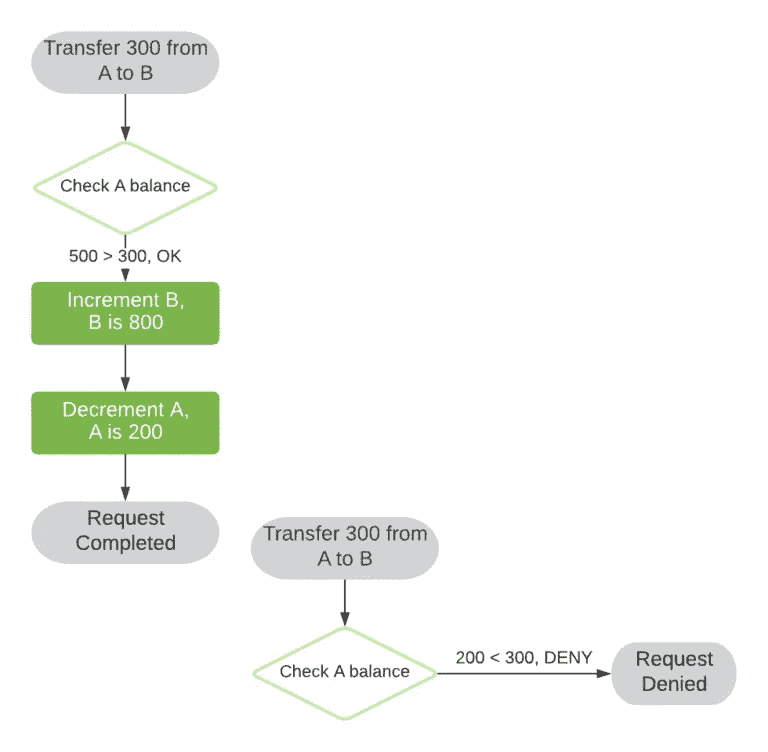 Transfer 300 from
A to B
Check A balance
500 > 300, OK
Increment B,
B is 800
Decrement A,
A is 200
Request
Completed
Transfer 300 from
A to B
Check A balance
200 < 300, DENY
Request
Denied